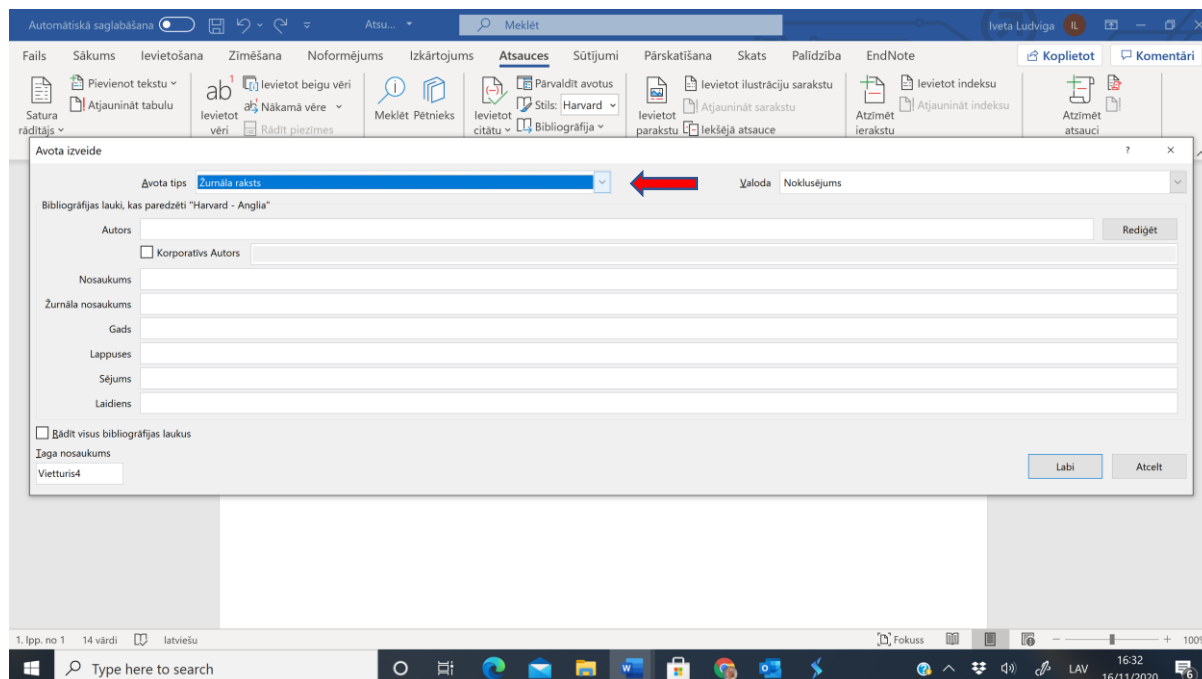 Automātiskā saglabāšana Atsu... Meklēt Iveta Ludviga IL
Fails Sākums Ievietošana Zīmēšana Noformējums Izkārtojums Atsauces Sūtījumi Pārskatīšana Skats Palīdzība EndNote Koplietot Komentāri
Satura
rādītājs
Pievienot tekstu
Atjaunināt tabulu
ab1
Ievietot
vēri
Ievietot beigu vēri
Nākamā vēre
Rādīt piezīmes
Meklēt Pētnieks
Ievietot
citātu
Pārvaldīt avotus
Stils: Harvard
Bibliogrāfija
Ievietot
parakstu
Ievietot ilustrāciju sarakstu
Atjaunināt sarakstu
Iekšējā atsauce
Atzīmēt
ierakstu
Ievietot indeksu
Atjaunināt indeksu
Atzīmēt
atsauci
Avota izveide ? ×
Avota tips Žurnāla raksts Valoda Noklusējums
Bibliogrāfijas lauki, kas paredzēti "Harvard - Anglia"
Autors Rediģēt
Korporatīvs Autors
Nosaukums
Žurnāla nosaukums
Gads
Lappuses
Sējums
Laidiens
Rādīt visus bibliogrāfijas laukus
Taga nosaukums
Vietturis4
Labi Atcelt
1. lpp. no 1 14 vārdi latviešu Fokuss 100%
Type here to search LAV 16:32
16/11/2020 6